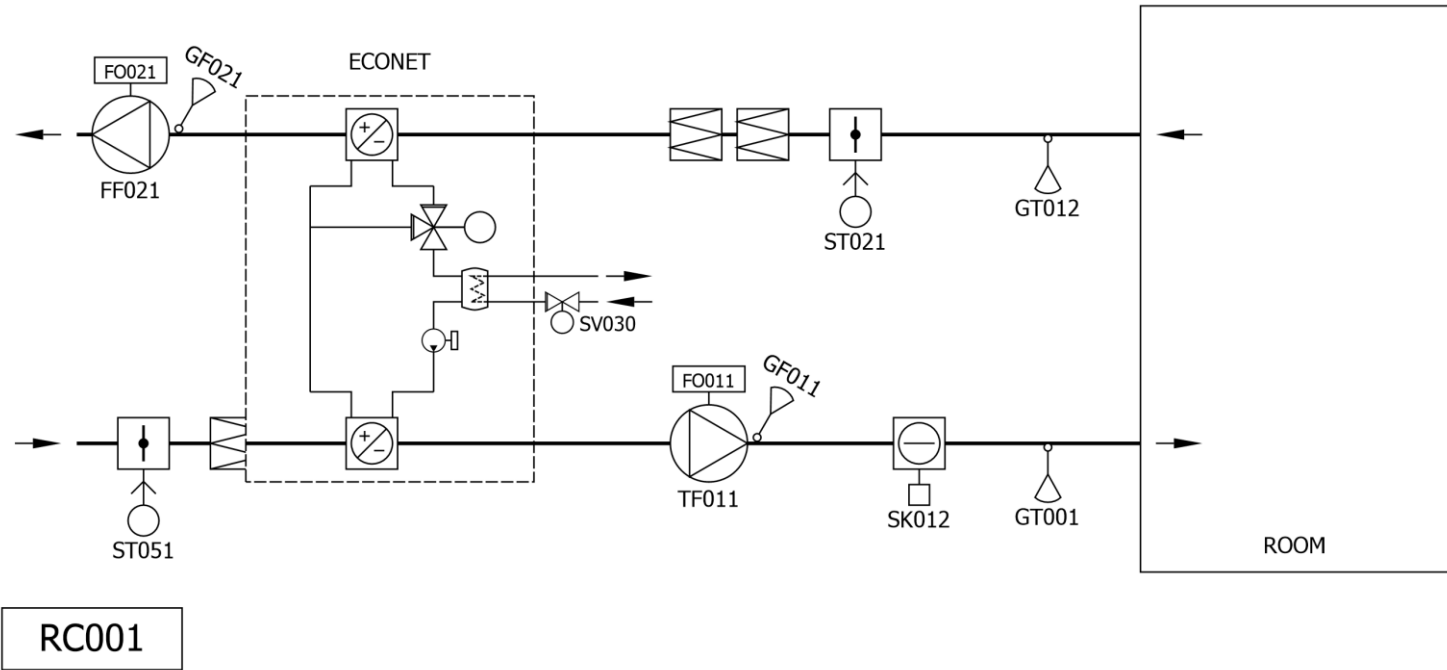 ECONET
FO021
GF021
FF021
ST021
GT012
SV030
FO011
GF011
TF011
SK012
GT001
ST051
ROOM
RC001